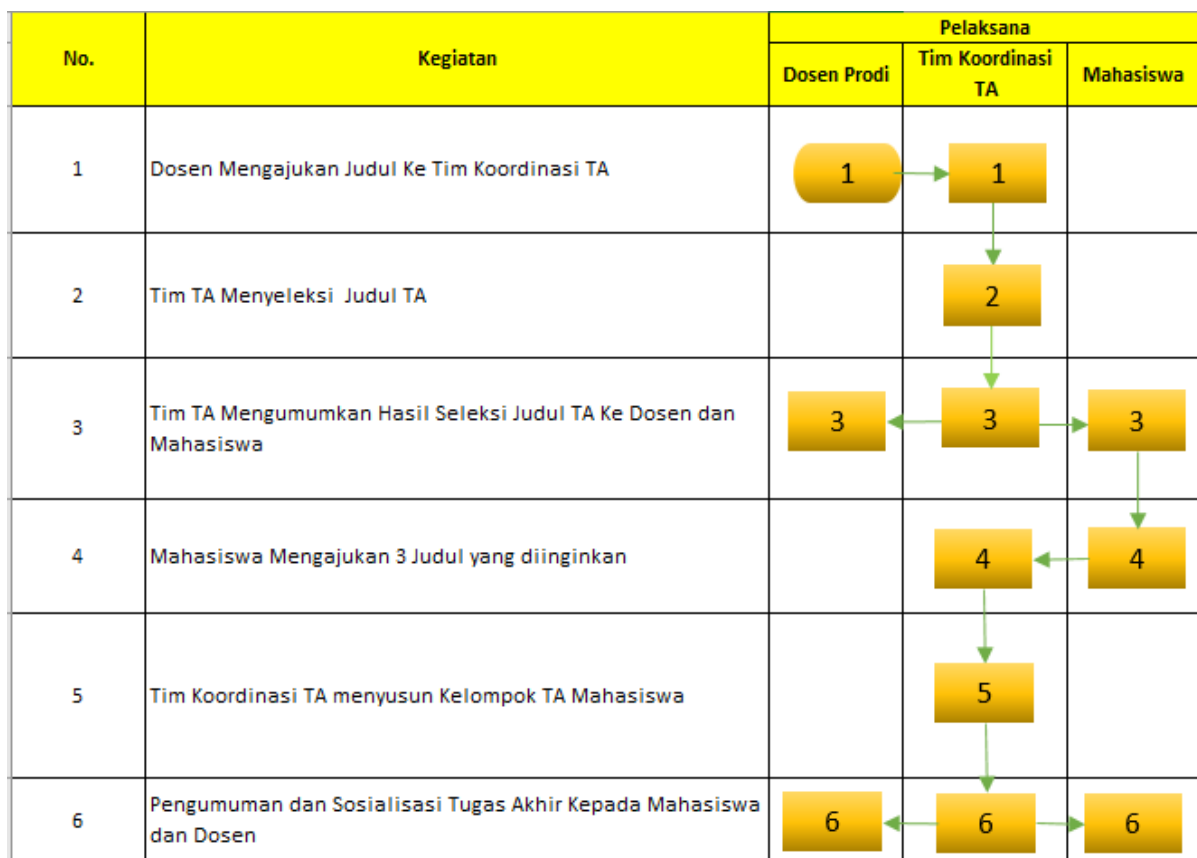 No.
Kegiatan
Pelaksana
Dosen Prodi
Tim Koordinasi
TA
Mahasiswa
1
Dosen Mengajukan Judul Ke Tim Koordinasi TA
1
1
2
Tim TA Menyeleksi  Judul TA
2
3
Tim TA Mengumumkan Hasil Seleksi Judul TA Ke Dosen dan
Mahasiswa
3
3
3
4
Mahasiswa Mengajukan 3 Judul yang diinginkan
4
4
5
Tim Koordinasi TA menyusun Kelompok TA Mahasiswa
5
6
Pengumuman dan Sosialisasi Tugas Akhir Kepada Mahasiswa
dan Dosen
6
6
6